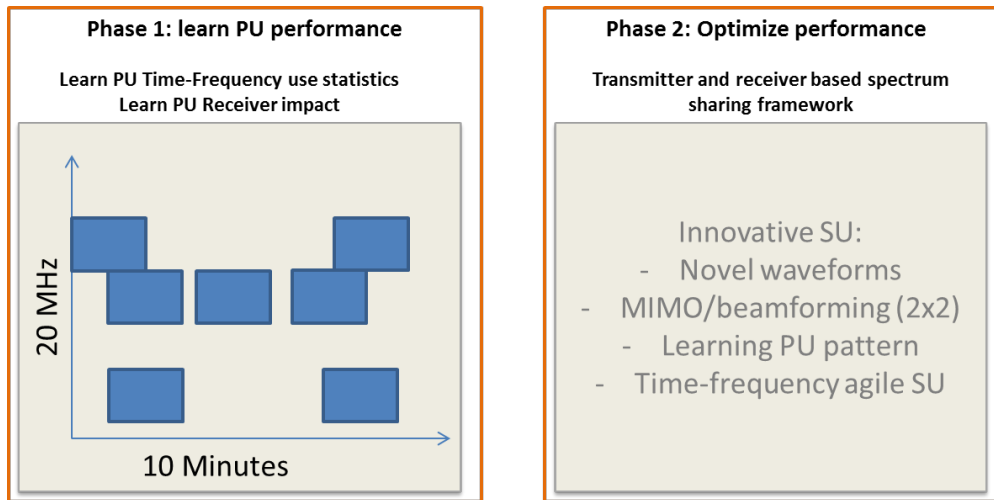 Phase 1: learn PU performance
Learn PU Time-Frequency use statistics
Learn PU Receiver impact
20 MHz
10 Minutes
Phase 2: Optimize performance
Transmitter and receiver based spectrum
sharing framework
Innovative SU:
- Novel waveforms
- MIMO/beamforming (2x2)
- Learning PU pattern
- Time-frequency agile SU